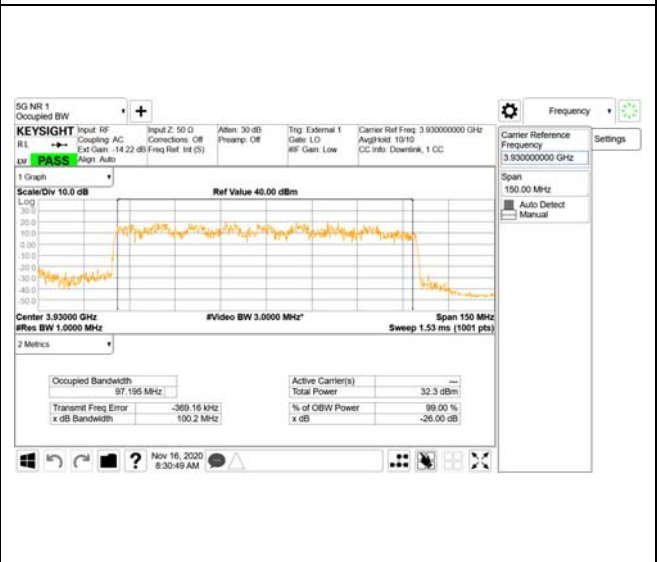 5G NR 1
Occupied BW
Frequency
KEYSIGHT
Input: RF
Coupling: AC
Ext Gain: -14.22 dB
Align: Auto
Input Z: 50 Ω
Corrections: Off
Freq Ref: Int (S)
Atten: 30 dB
Preamp: Off
Trig: External 1
Gate: LO
#IF Gain: Low
Carrier Ref Freq: 3.930000000 GHz
Avg|Hold: 10/10
CC Info: Downlink, 1 CC
RL
PASS
Carrier Reference
Frequency
3.930000000 GHz
Settings
Span
150.00 MHz
Auto Detect
Manual
1 Graph
Scale/Div 10.0 dB
Ref Value 40.00 dBm
Log
30.0
20.0
10.0
0.00
-10.0
-20.0
-30.0
-40.0
-50.0
Center 3.93000 GHz
#Video BW 3.0000 MHz*
Span 150 MHz
#Res BW 1.0000 MHz
Sweep 1.53 ms (1001 pts)
2 Metrics
Occupied Bandwidth
97.195 MHz
Transmit Freq Error -369.16 kHz
x dB Bandwidth 100.2 MHz
Active Carrier(s) ---
Total Power 32.3 dBm
% of OBW Power 99.00 %
x dB -26.00 dB
Nov 16, 2020
8:30:49 AM